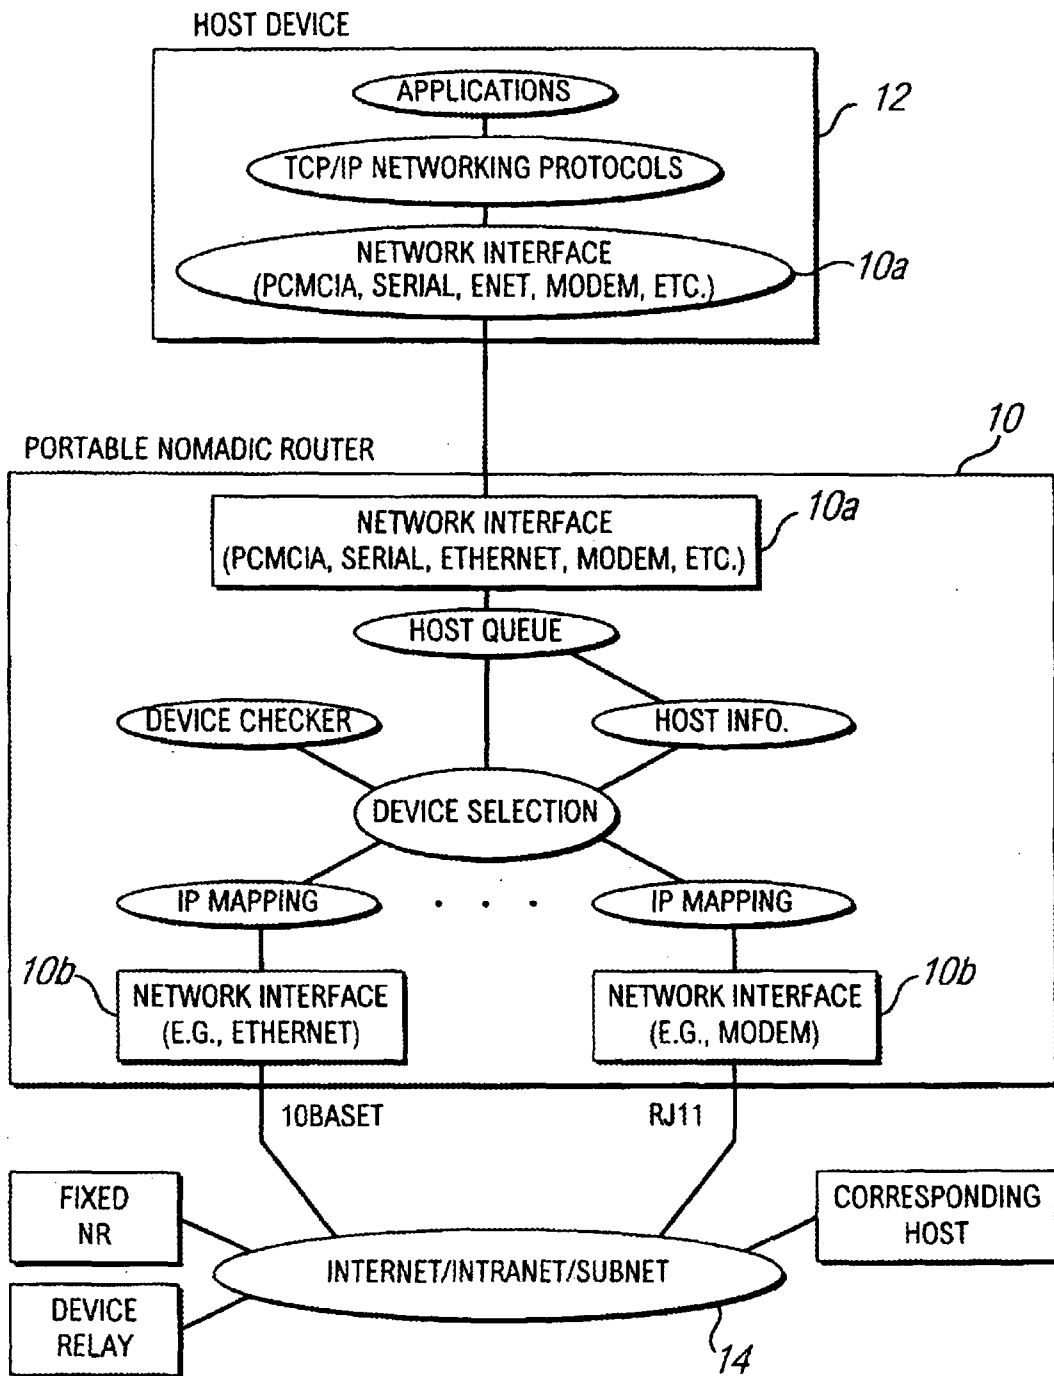 HOST DEVICE
APPLICATIONS
12
TCP/IP NETWORKING PROTOCOLS
NETWORK INTERFACE
(PCMCIA, SERIAL, ENET, MODEM, ETC.)
10a
10
PORTABLE NOMADIC ROUTER
NETWORK INTERFACE
(PCMCIA, SERIAL, ETHERNET, MODEM, ETC.)
10a
HOST QUEUE
DEVICE CHECKER
HOST INFO.
DEVICE SELECTION
IP MAPPING
. . .
IP MAPPING
10b
NETWORK INTERFACE
(E.G., ETHERNET)
NETWORK INTERFACE
(E.G., MODEM)
10b
10BASET
RJ11
FIXED
NR
CORRESPONDING
HOST
INTERNET/INTRANET/SUBNET
DEVICE
RELAY
14